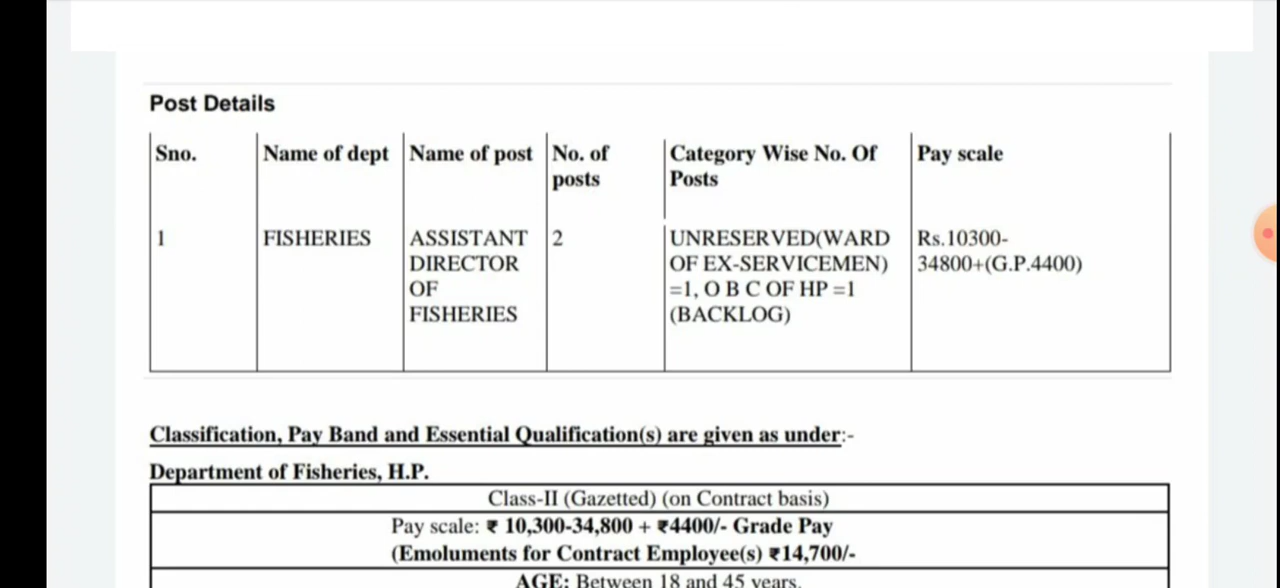 Post Details
Sno. Name of dept Name of post No. of posts Category Wise No. Of Posts Pay scale
1 FISHERIES ASSISTANT DIRECTOR OF FISHERIES 2 UNRESERVED(WARD OF EX-SERVICEMEN) =1, O B C OF HP =1 (BACKLOG) Rs.10300-34800+(G.P.4400)
Classification, Pay Band and Essential Qualification(s) are given as under:-
Department of Fisheries, H.P.
Class-II (Gazetted) (on Contract basis)
Pay scale: ₹ 10,300-34,800 + ₹4400/- Grade Pay
(Emoluments for Contract Employee(s) ₹14,700/-
AGE: Between 18 and 45 years.